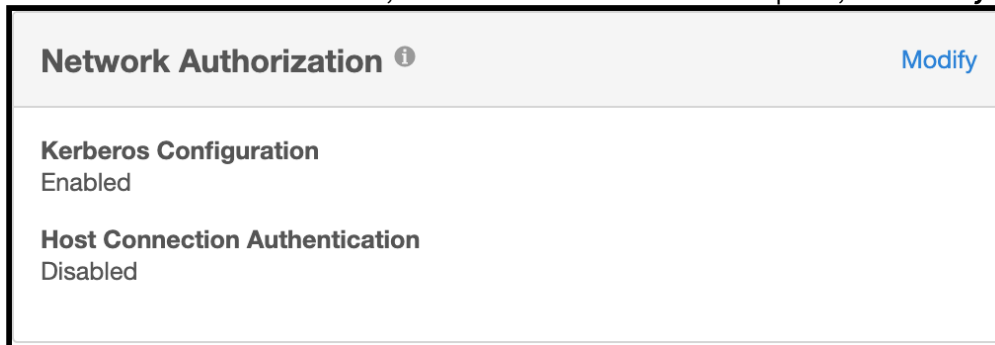 Network Authorization
Modify
Kerberos Configuration
Enabled
Host Connection Authentication
Disabled